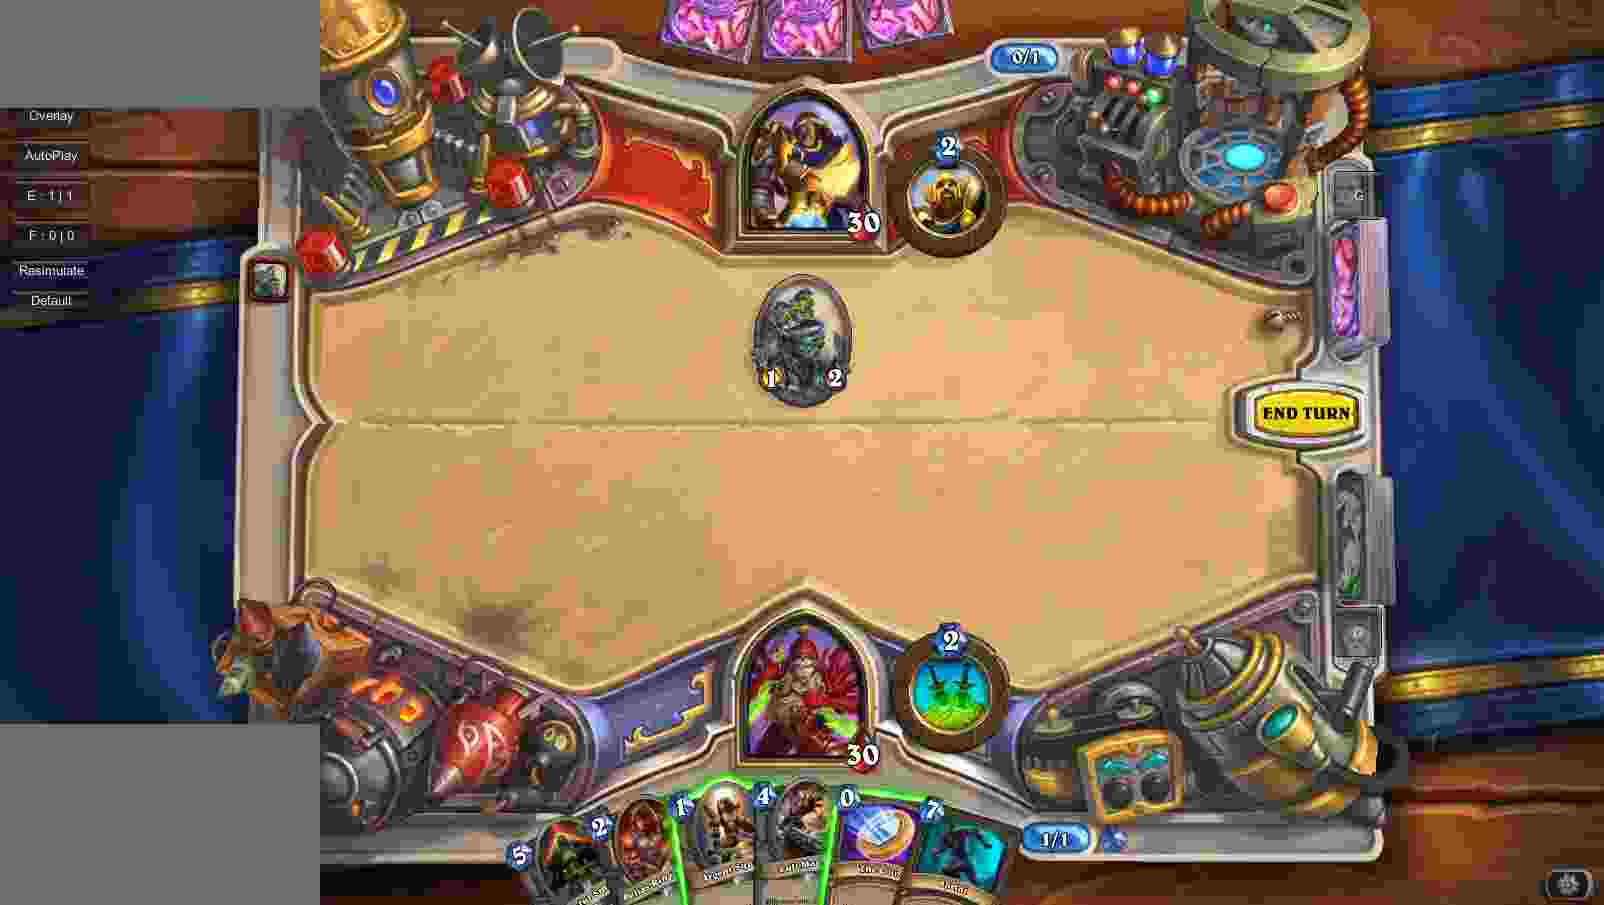 0/1
Overlay
AutoPlay
E : 1 | 1
F : 0 | 0
Resimulate
Default
2
30
1
2
END TURN
2
30
5
2
1
4
0
7
1/1